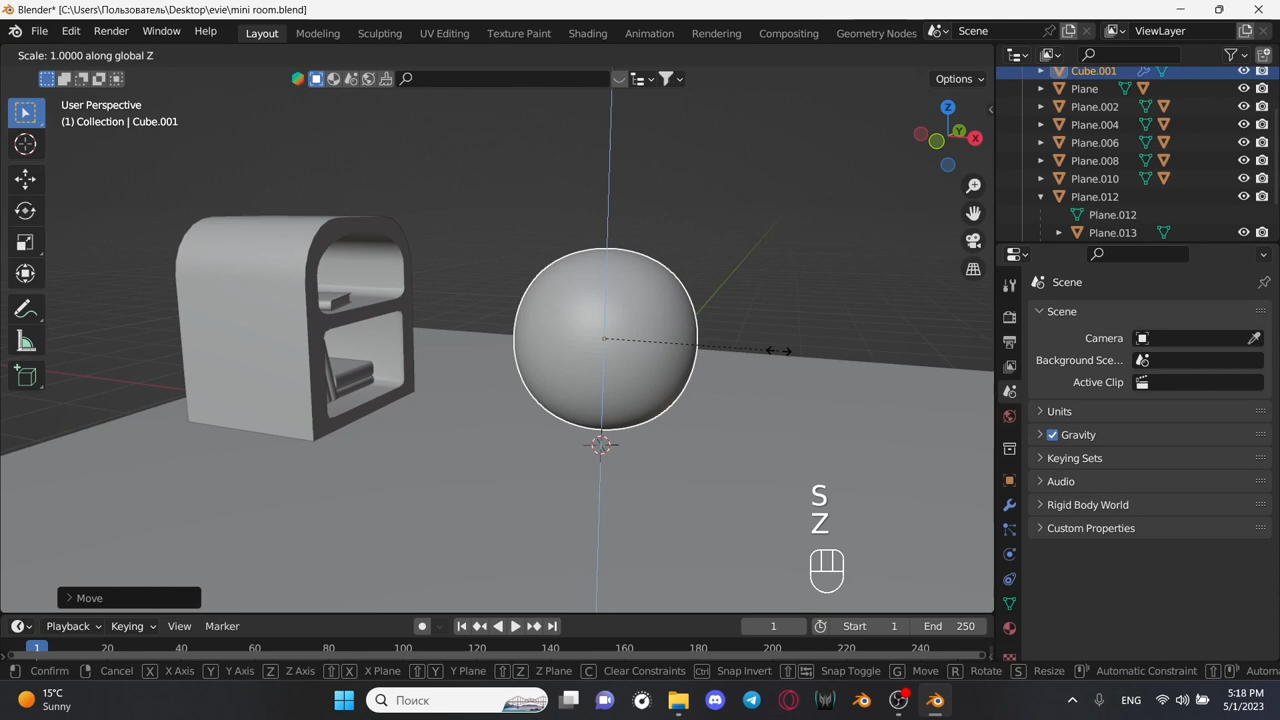 Blender* [C:\Users\Пользователь\Desktop\evie\mini room.blend]
File Edit Render Window Help Layout Modeling Sculpting UV Editing Texture Paint Shading Animation Rendering Compositing Geometry Nodes Scene ViewLayer
Scale: 1.0000 along global Z
Options
User Perspective
(1) Collection | Cube.001
Z
Y
X
Cube.001
Plane
Plane.002
Plane.004
Plane.006
Plane.008
Plane.010
Plane.012
Plane.012
Plane.013
Scene
Scene
Camera
Background Sce...
Active Clip
Units
Gravity
Keying Sets
Audio
Rigid Body World
Custom Properties
S
Z
Move
Playback Keying View Marker 1 Start 1 End 250
1 20 40 60 80 100 120 140 160 180 200 220 240
Confirm Cancel X X Axis Y Y Axis Z Z Axis X X Plane Y Y Plane Z Z Plane C Clear Constraints Ctrl Snap Invert Snap Toggle G Move R Rotate S Resize Automatic Constraint Automa
15°C
Sunny
Поиск
ENG
5:18 PM
5/1/2023